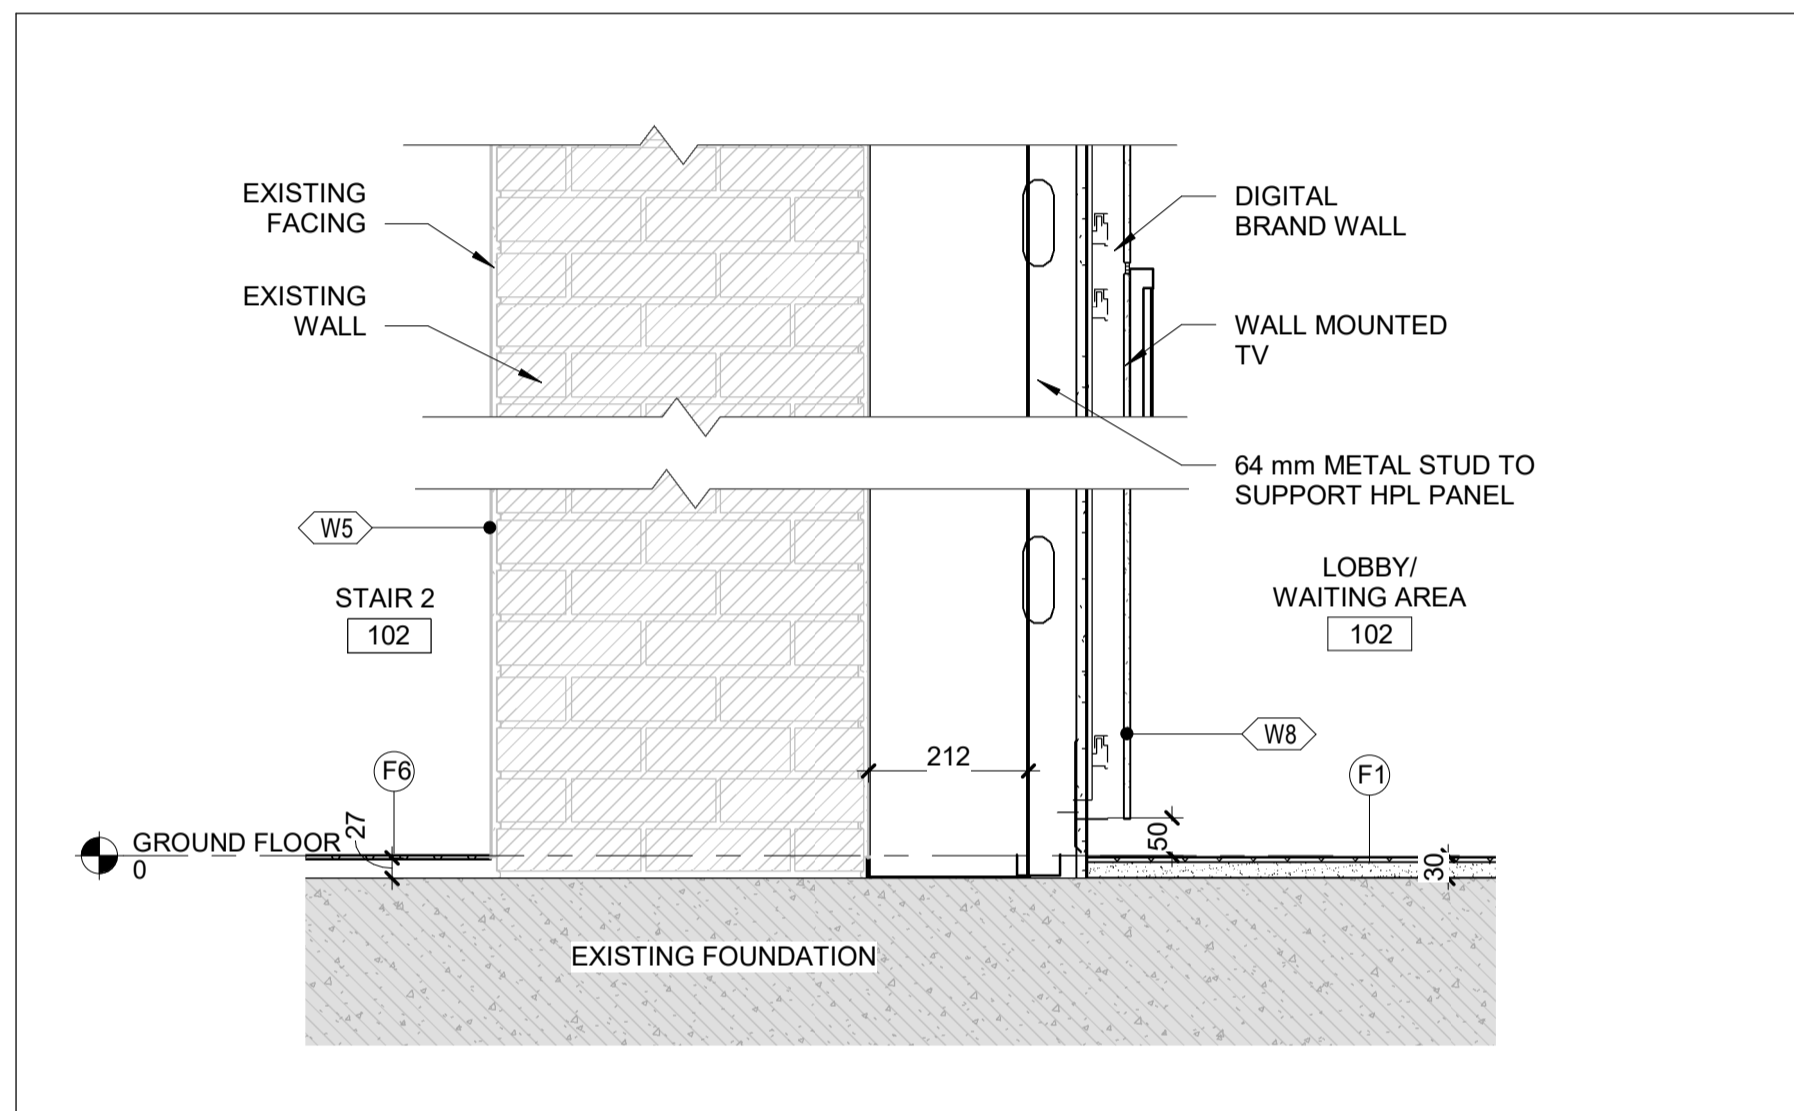 EXISTING
FACING
EXISTING
WALL
DIGITAL
BRAND WALL
WALL MOUNTED
TV
64 mm METAL STUD TO
SUPPORT HPL PANEL
W5
STAIR 2
102
LOBBY/
WAITING AREA
102
W8
212
F6
F1
GROUND FLOOR
0
27
50
30
EXISTING FOUNDATION